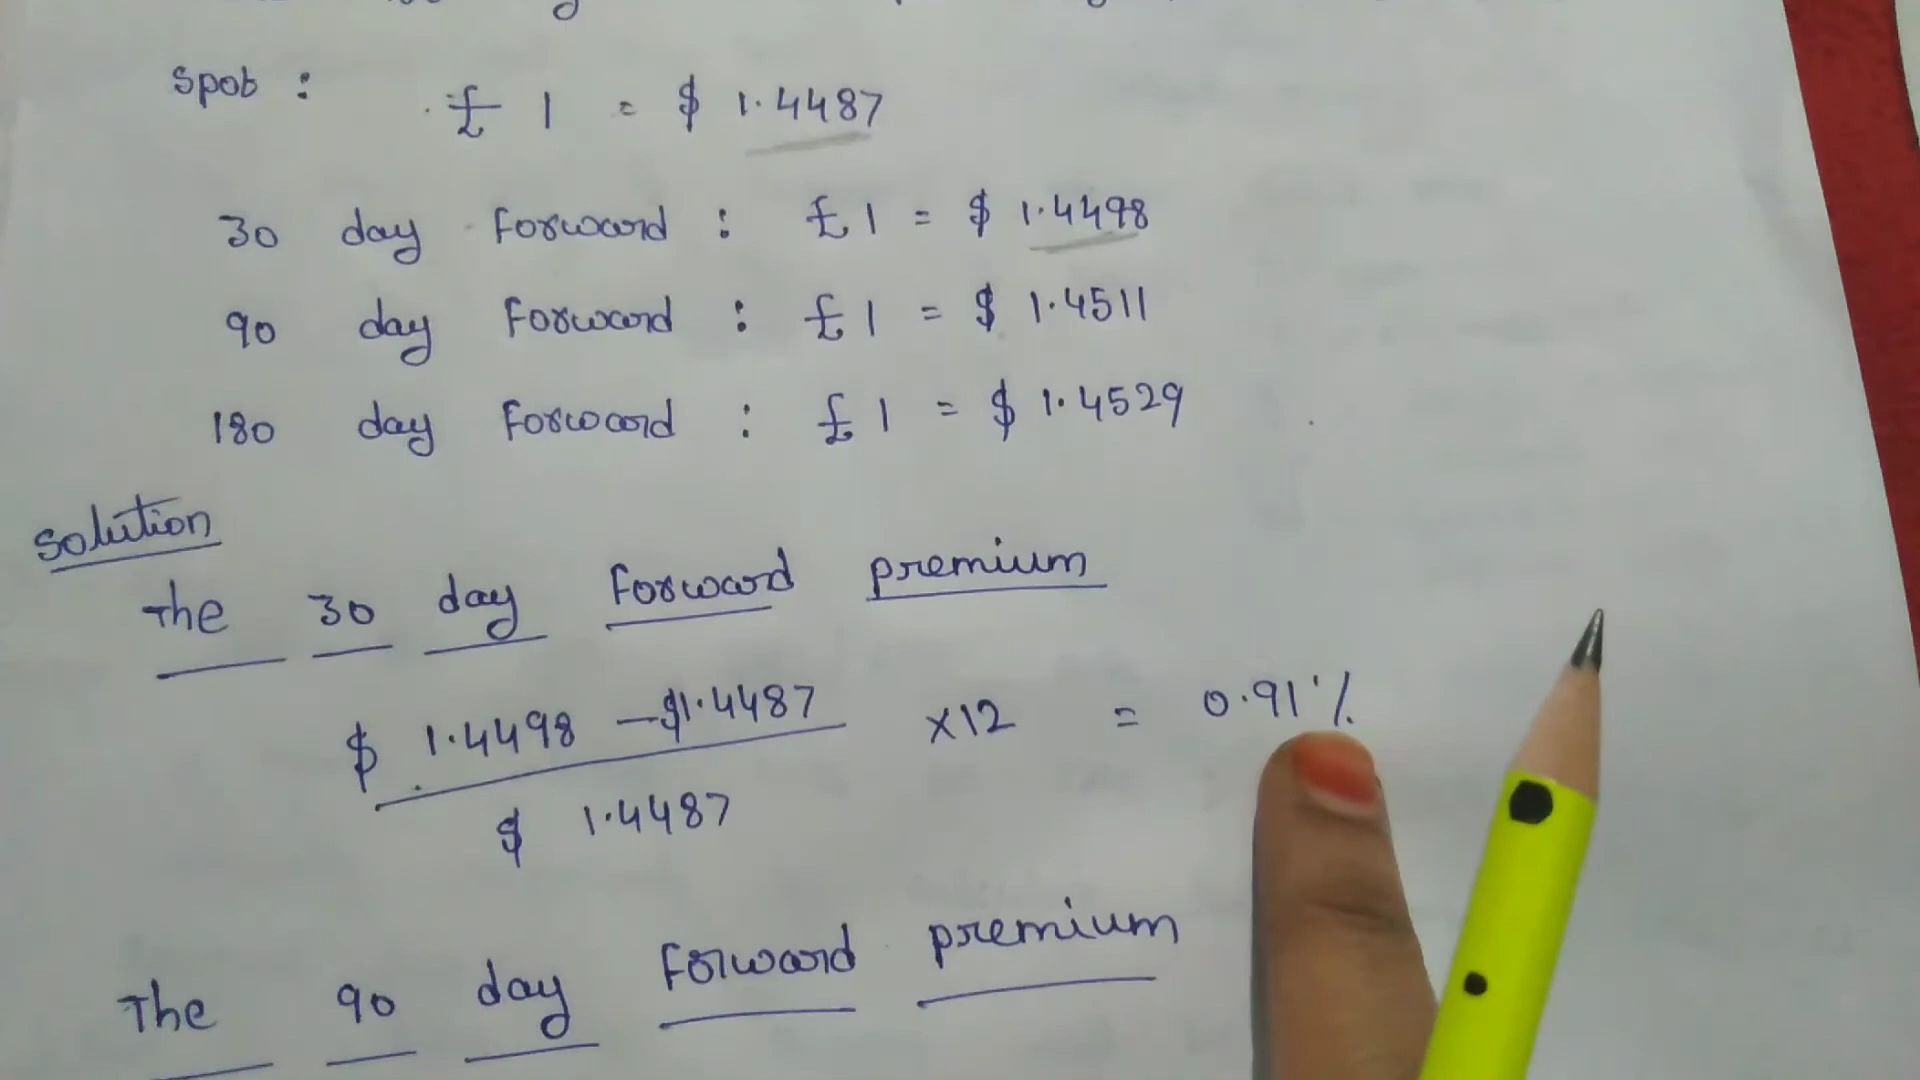 Spot :
£ 1 = $ 1.4487
30 day forward : £1 = $ 1.4498
90 day forward : £1 = $ 1.4511
180 day forward : £1 = $ 1.4529
Solution
The 30 day forward premium
$ 1.4498 - $1.4487
x12 = 0.91%
$ 1.4487
The 90 day forward premium